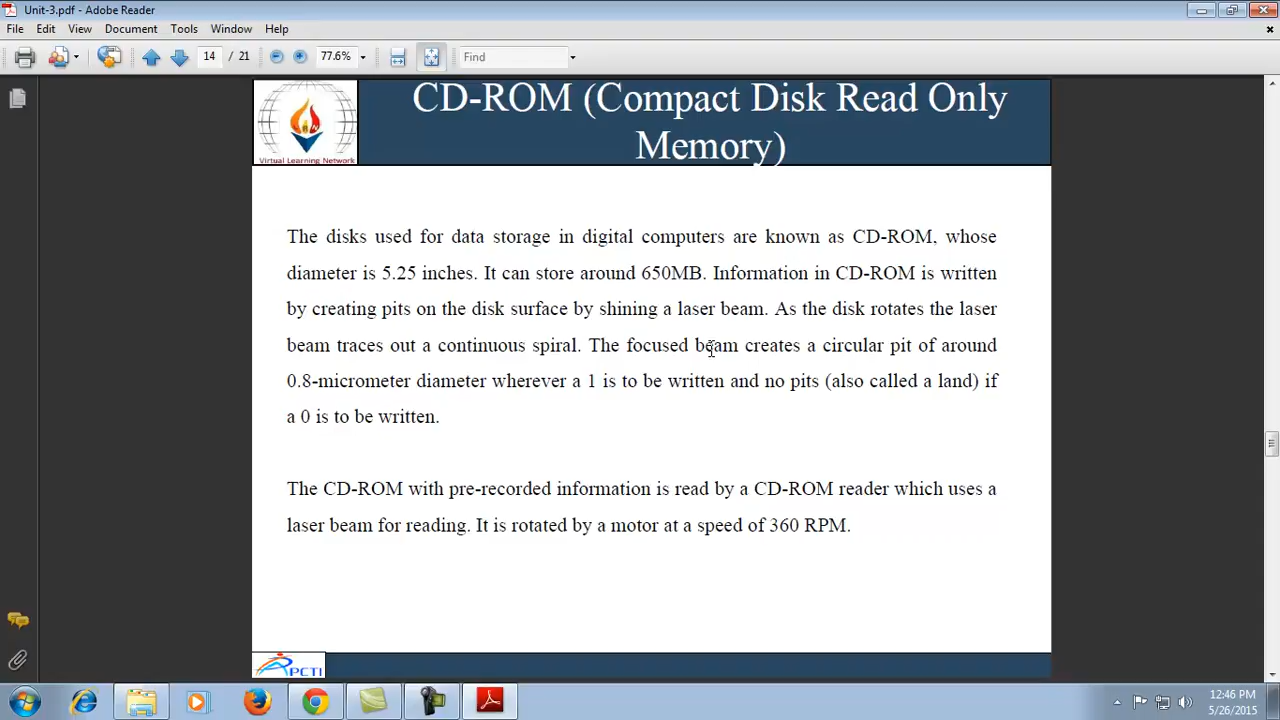 Unit-3.pdf - Adobe Reader
File Edit View Document Tools Window Help
14 / 21 77.6% Find
CD-ROM (Compact Disk Read Only
Memory)
Virtual Learning Network
The disks used for data storage in digital computers are known as CD-ROM, whose
diameter is 5.25 inches. It can store around 650MB. Information in CD-ROM is written
by creating pits on the disk surface by shining a laser beam. As the disk rotates the laser
beam traces out a continuous spiral. The focused beam creates a circular pit of around
0.8-micrometer diameter wherever a 1 is to be written and no pits (also called a land) if
a 0 is to be written.
The CD-ROM with pre-recorded information is read by a CD-ROM reader which uses a
laser beam for reading. It is rotated by a motor at a speed of 360 RPM.
PCTI
12:46 PM
5/26/2015